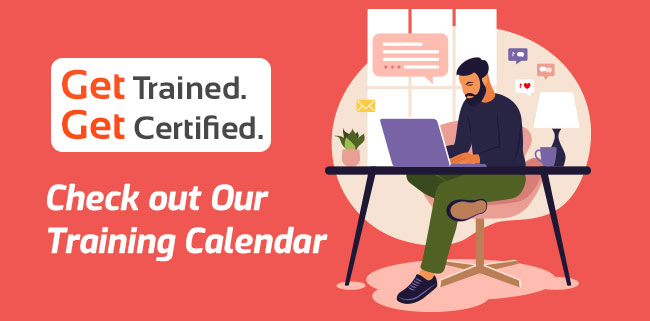 Get Trained.
Get Certified.
Check out Our
Training Calendar